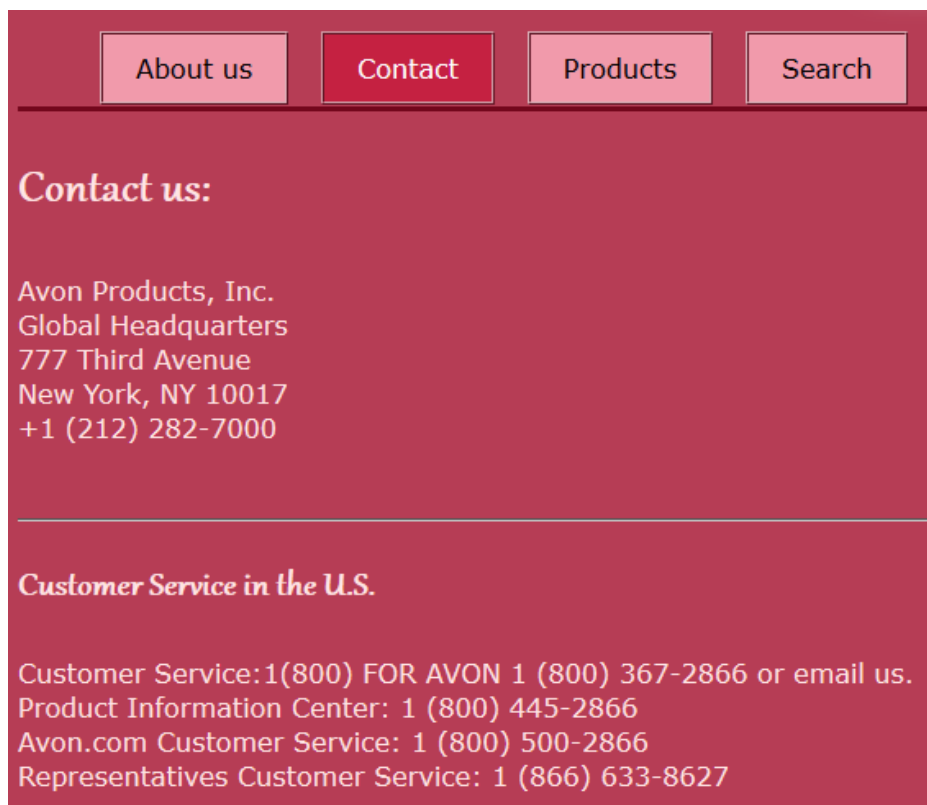 About us Contact Products Search
Contact us:
Avon Products, Inc.
Global Headquarters
777 Third Avenue
New York, NY 10017
+1 (212) 282-7000
Customer Service in the U.S.
Customer Service:1(800) FOR AVON 1 (800) 367-2866 or email us.
Product Information Center: 1 (800) 445-2866
Avon.com Customer Service: 1 (800) 500-2866
Representatives Customer Service: 1 (866) 633-8627